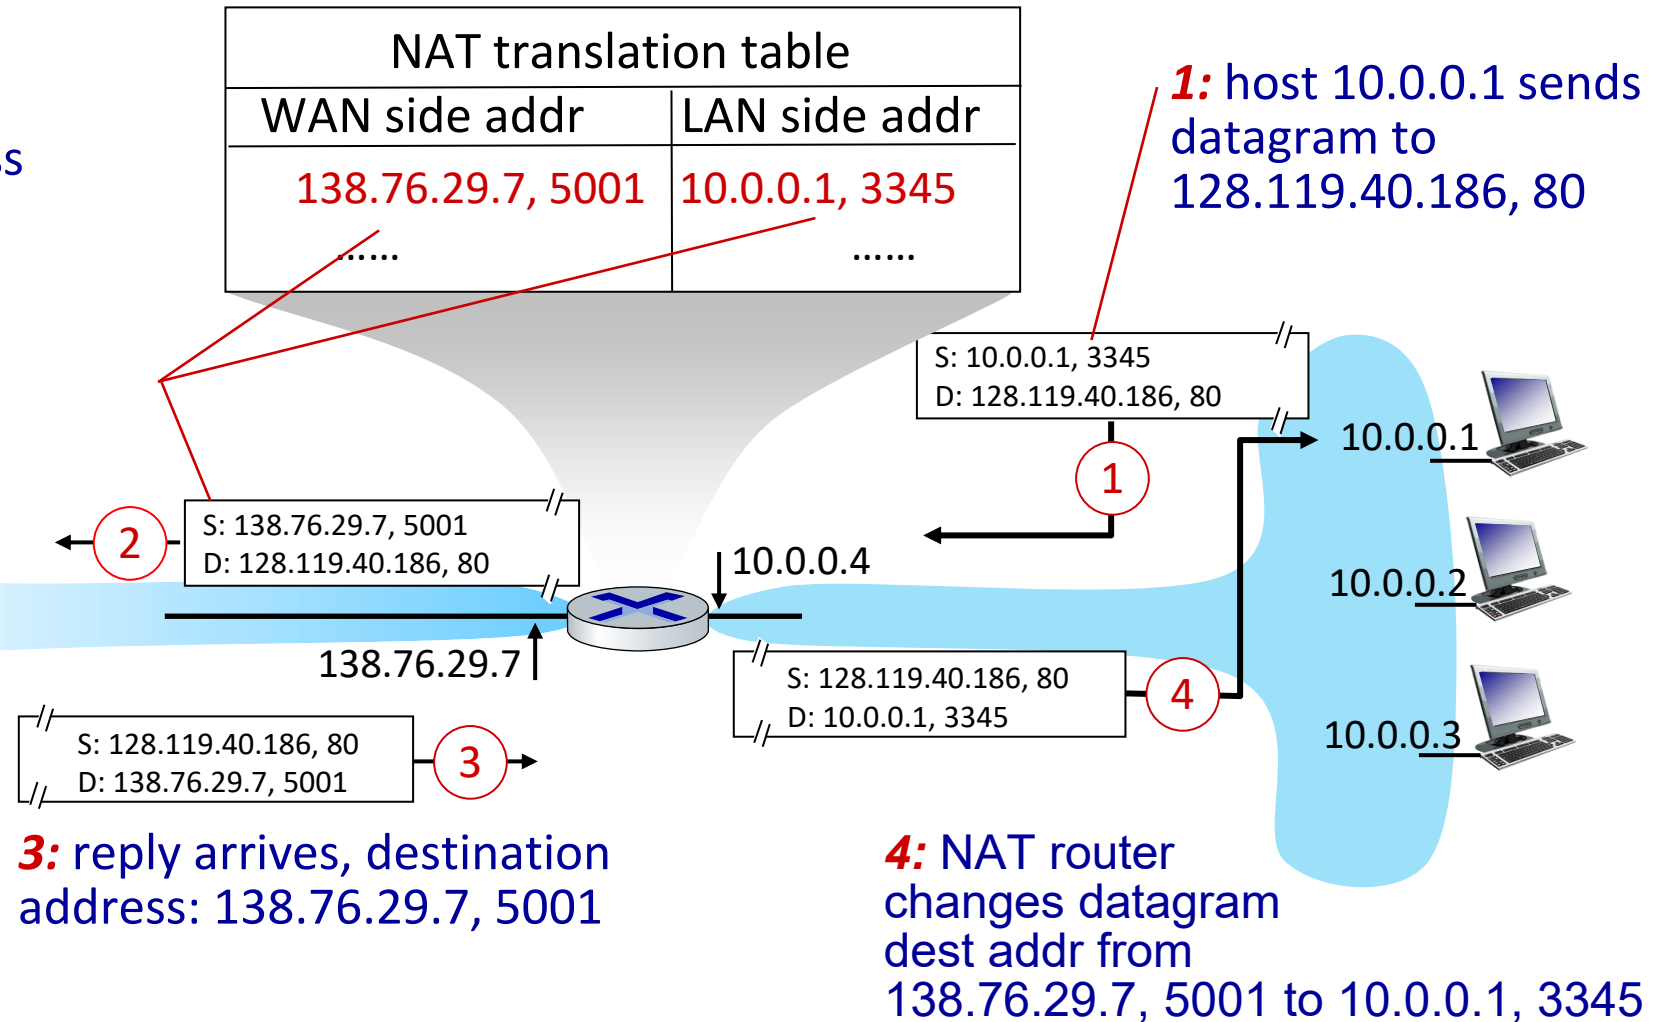 NAT translation table
WAN side addr LAN side addr
138.76.29.7, 5001 10.0.0.1, 3345
...... ......
1: host 10.0.0.1 sends
datagram to
128.119.40.186, 80
S: 10.0.0.1, 3345
D: 128.119.40.186, 80
1
10.0.0.1
S: 138.76.29.7, 5001
D: 128.119.40.186, 80
2
10.0.0.4
10.0.0.2
138.76.29.7
S: 128.119.40.186, 80
D: 10.0.0.1, 3345
4
10.0.0.3
S: 128.119.40.186, 80
D: 138.76.29.7, 5001
3
3: reply arrives, destination
address: 138.76.29.7, 5001
4: NAT router
changes datagram
dest addr from
138.76.29.7, 5001 to 10.0.0.1, 3345